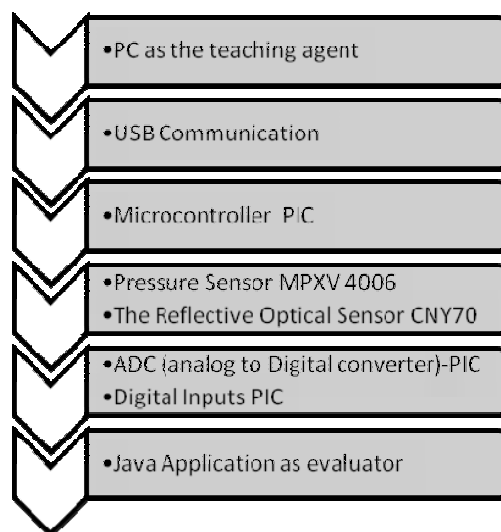 •PC as the teaching agent
•USB Communication
•Microcontroller PIC
•Pressure Sensor MPXV 4006
•The Reflective Optical Sensor CNY70
•ADC (analog to Digital converter)-PIC
•Digital Inputs PIC
•Java Application as evaluator